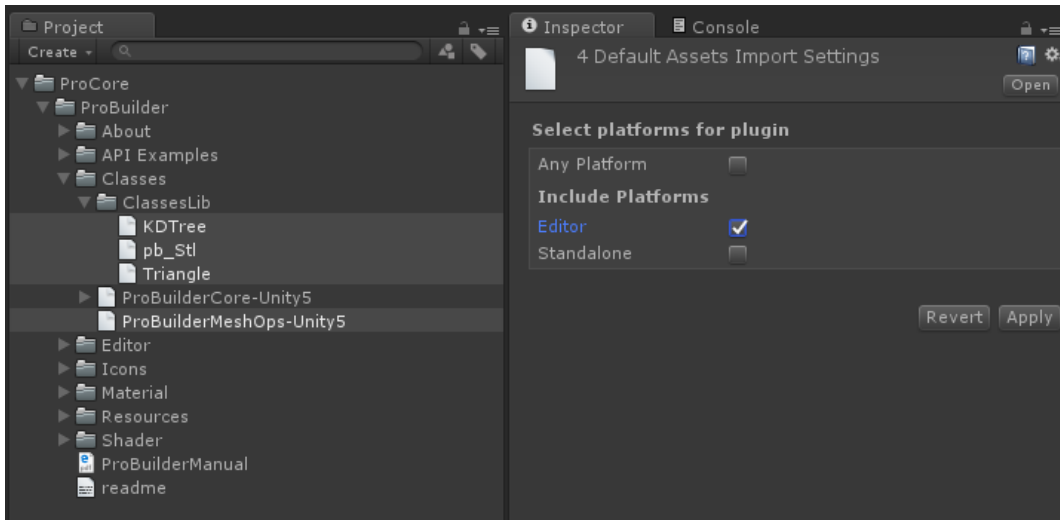 Project
Create
ProCore
ProBuilder
About
API Examples
Classes
ClassesLib
KDTree
pb_Stl
Triangle
ProBuilderCore-Unity5
ProBuilderMeshOps-Unity5
Editor
Icons
Material
Resources
Shader
ProBuilderManual
readme
Inspector Console
4 Default Assets Import Settings
Open
Select platforms for plugin
Any Platform
Include Platforms
Editor
Standalone
Revert Apply